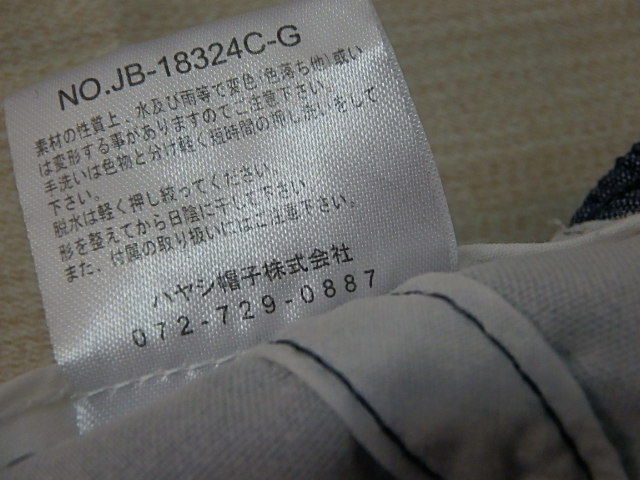 NO.JB-18324C-G
素材の性質上、水及び雨等で変色(色落ち他)或い
は変形する事がありますのでご注意下さい。
手洗いは色物と分け軽く短時間の押し洗いをして
下さい。
脱水は軽く押し絞ってください。
形を整えてから日陰に干して下さい
また、付属の取り扱いにはご注意下さい。
ハヤシ帽子株式会社
072-729-0887